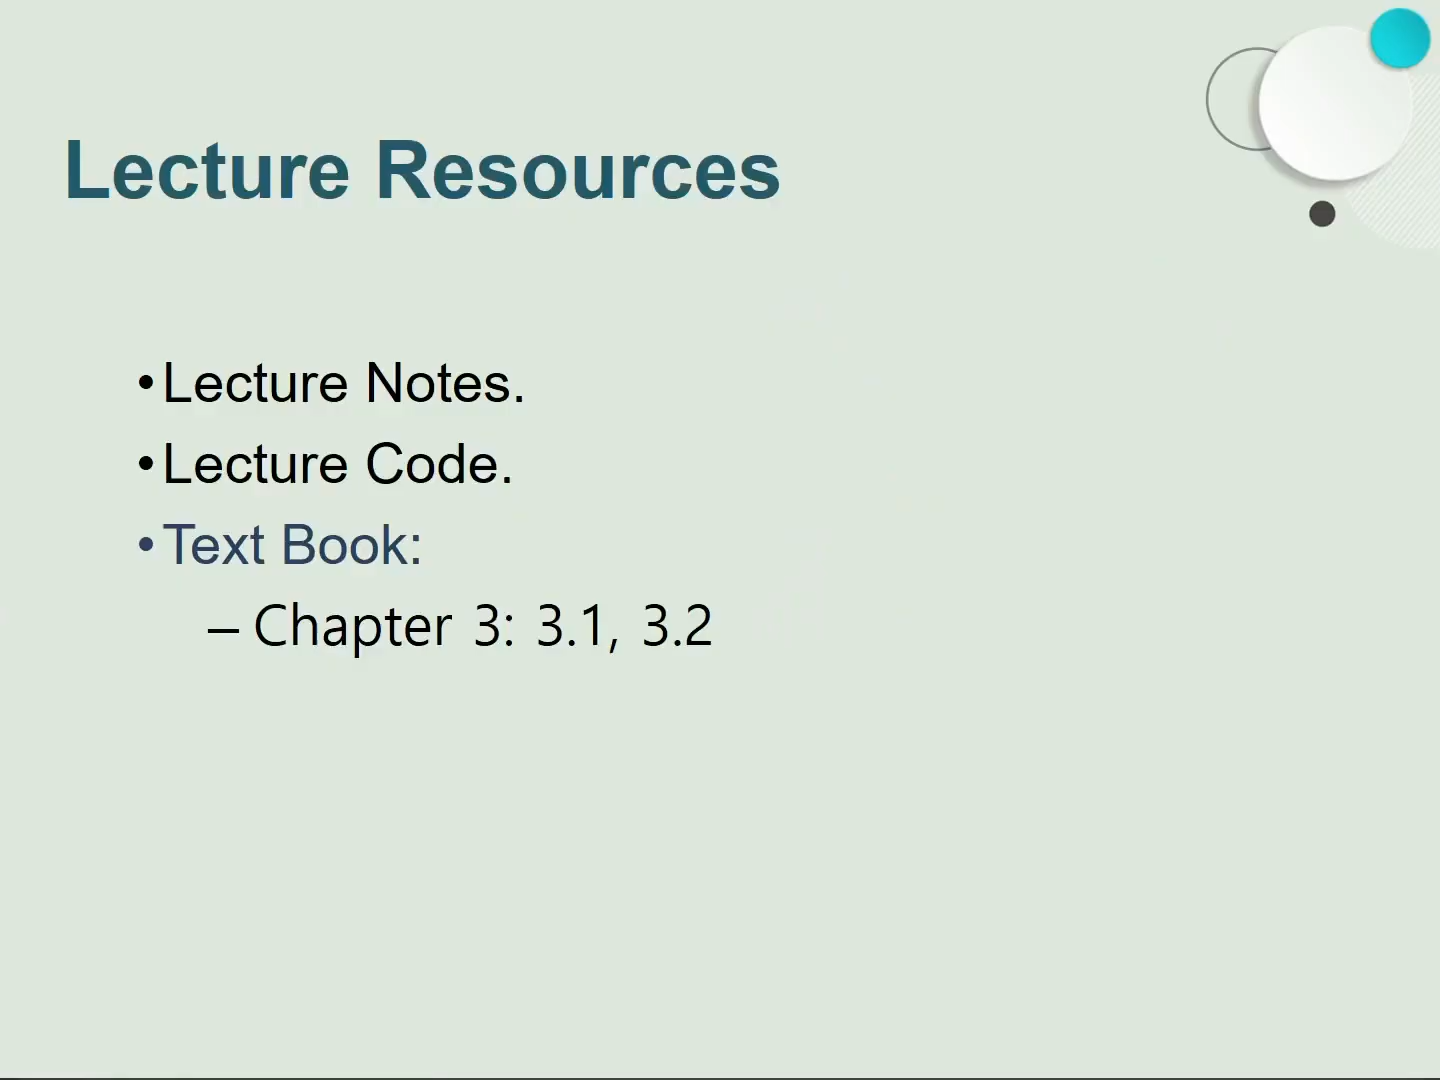 Lecture Resources
•Lecture Notes.
•Lecture Code.
•Text Book:
– Chapter 3: 3.1, 3.2